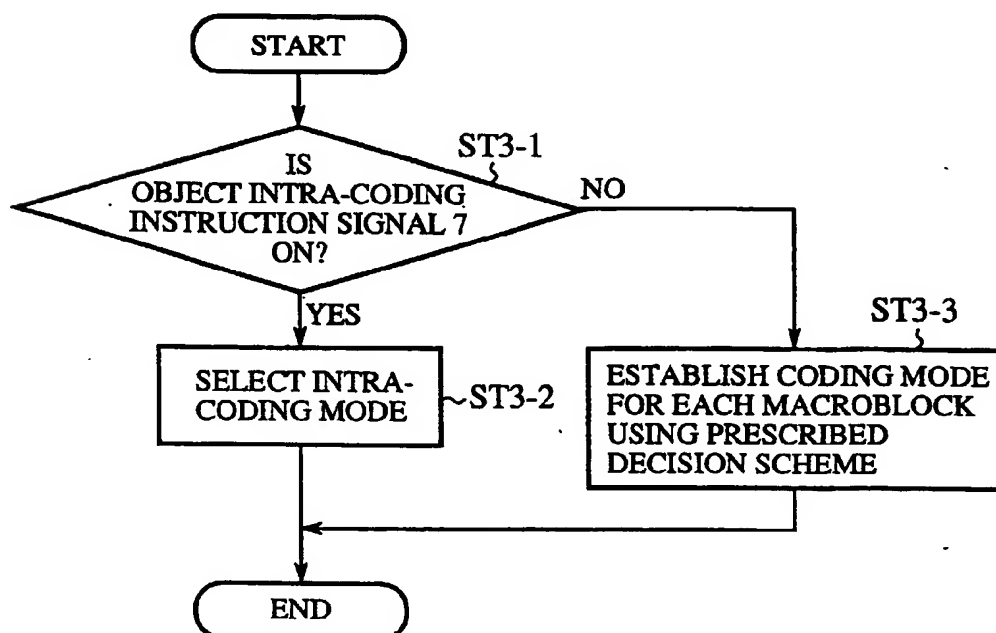 START
ST3-1
IS
OBJECT INTRA-CODING
INSTRUCTION SIGNAL 7
ON?
NO
YES
SELECT INTRA-
CODING MODE
ST3-2
ST3-3
ESTABLISH CODING MODE
FOR EACH MACROBLOCK
USING PRESCRIBED
DECISION SCHEME
END